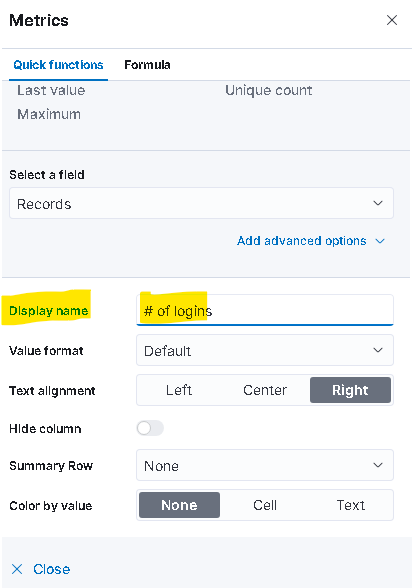 Metrics
Quick functions Formula
Last value Unique count
Maximum
Select a field
Records
Add advanced options
Display name # of logins
Value format Default
Text alignment Left Center Right
Hide column
Summary Row None
Color by value None Cell Text
Close